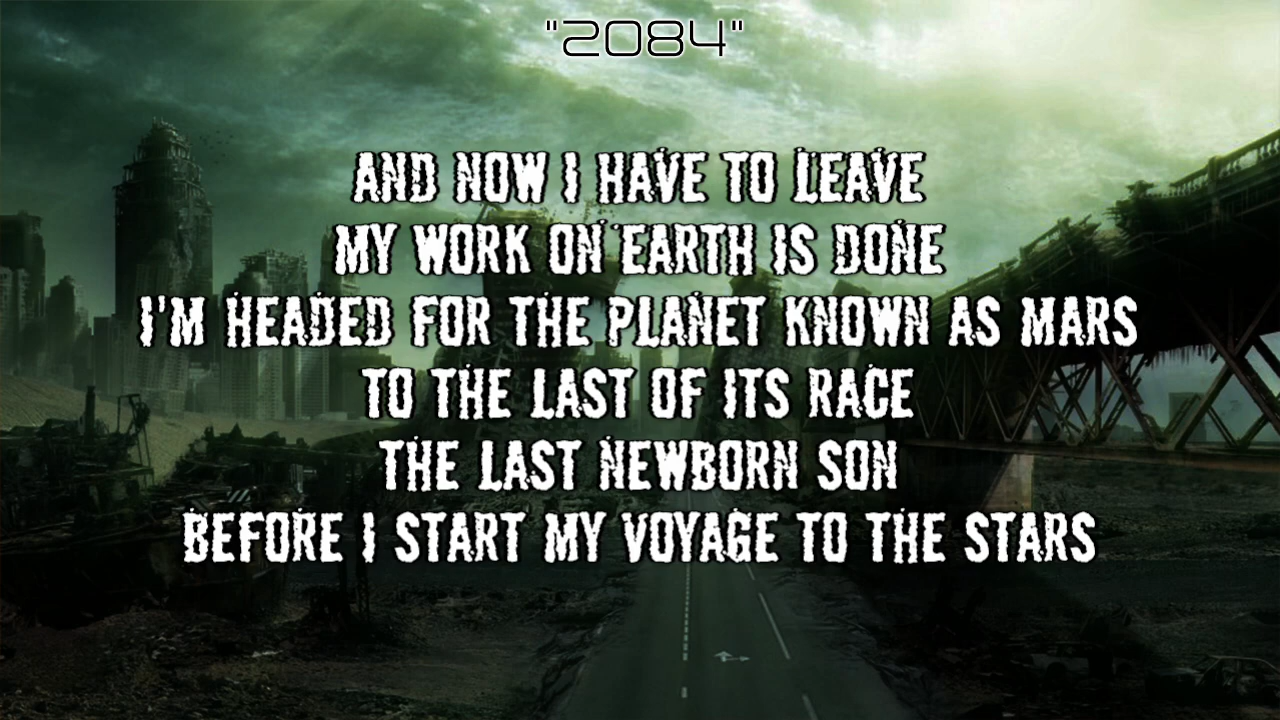 "2084"
AND NOW I HAVE TO LEAVE
MY WORK ON EARTH IS DONE
I'M HEADED FOR THE PLANET KNOWN AS MARS
TO THE LAST OF ITS RACE
THE LAST NEWBORN SON
BEFORE I START MY VOYAGE TO THE STARS